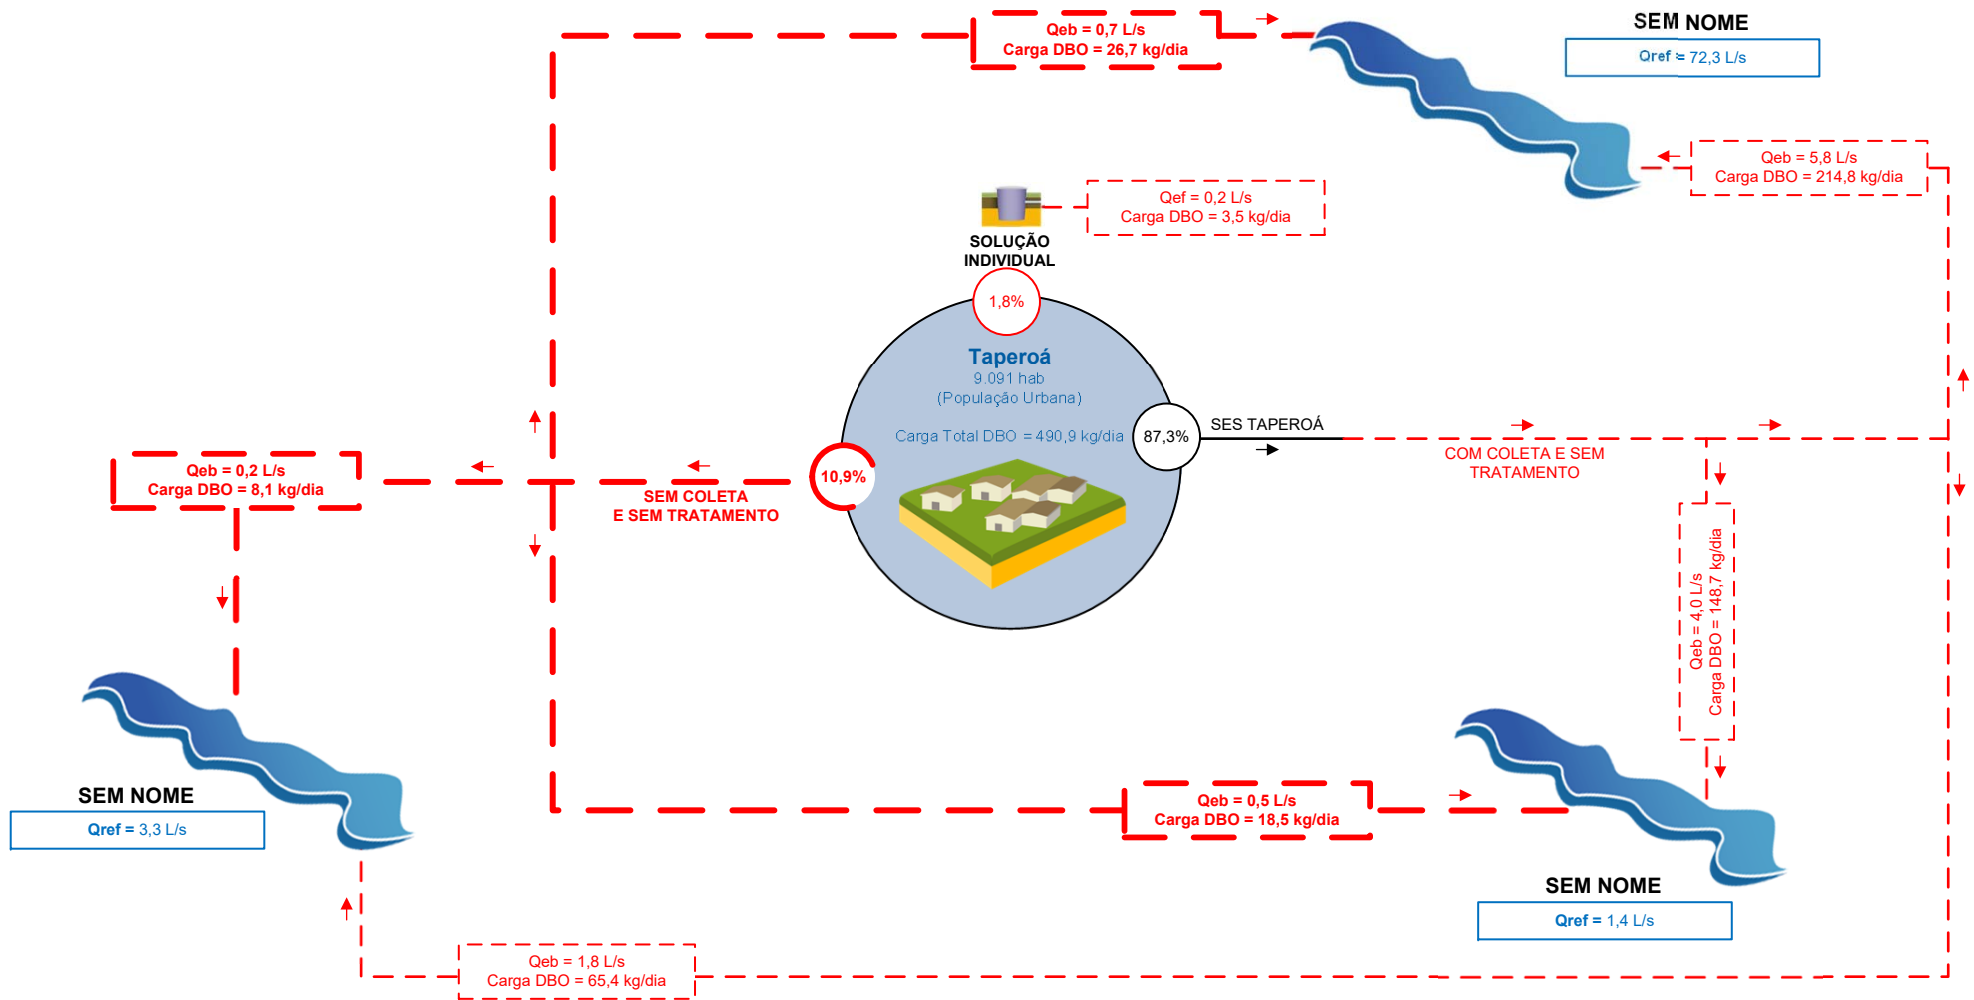 Qeb = 0,7 L/s
Carga DBO = 26,7 kg/dia
SEM NOME
Qref = 72,3 L/s
Qeb = 5,8 L/s
Carga DBO = 214,8 kg/dia
Qef = 0,2 L/s
Carga DBO = 3,5 kg/dia
SOLUÇÃO
INDIVIDUAL
1,8%
Taperoá
9.091 hab
(População Urbana)
Carga Total DBO = 490,9 kg/dia
87,3%
SES TAPEROÁ
COM COLETA E SEM
TRATAMENTO
10,9%
SEM COLETA
E SEM TRATAMENTO
Qeb = 0,2 L/s
Carga DBO = 8,1 kg/dia
Qeb = 4,0 L/s
Carga DBO = 148,7 kg/dia
SEM NOME
Qref = 3,3 L/s
Qeb = 0,5 L/s
Carga DBO = 18,5 kg/dia
SEM NOME
Qref = 1,4 L/s
Qeb = 1,8 L/s
Carga DBO = 65,4 kg/dia